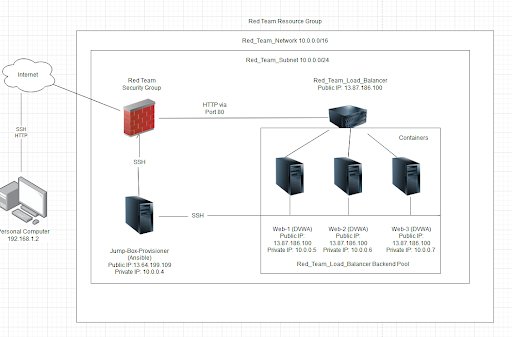 Red Team Resource Group
Red_Team_Network 10.0.0.0/16
Red_Team_Subnet 10.0.0.0/24
Internet
Red Team
Security Group
Red_Team_Load_Balancer
Public IP: 13.87.186.100
HTTP via
Port 80
Containers
SSH
HTTP
SSH
SSH
Personal Computer
192.168.1.2
Jump-Box-Provisioner
(Ansible)
Public IP:13.64.199.109
Private IP: 10.0.0.4
Web-1 (DVWA)
Public IP:
13.87.186.100
Private IP: 10.0.0.5
Web-2 (DVWA)
Public IP:
13.87.186.100
Private IP: 10.0.0.6
Web-3 (DVWA)
Public IP:
13.87.186.100
Private IP: 10.0.0.7
Red_Team_Load_Balancer Backend Pool